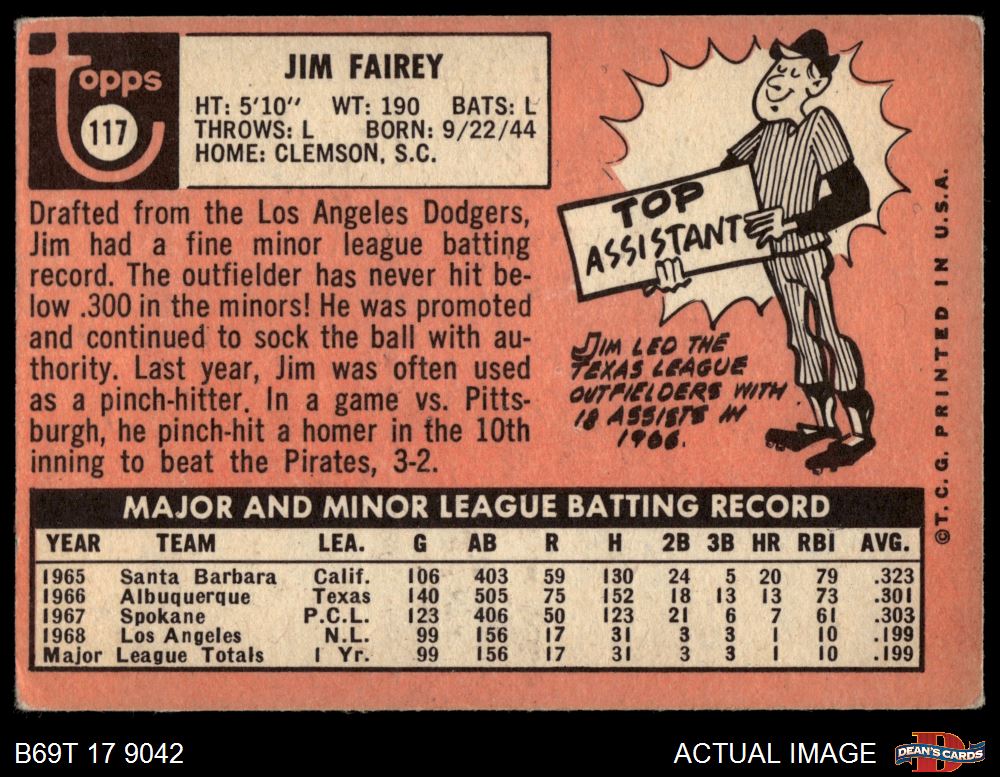 Topps
117
JIM FAIREY
HT: 5'10" WT: 190 BATS: L
THROWS: L BORN: 9/22/44
HOME: CLEMSON, S.C.
Drafted from the Los Angeles Dodgers,
Jim had a fine minor league batting
record. The outfielder has never hit be-
low .300 in the minors! He was promoted
and continued to sock the ball with au-
thority. Last year, Jim was often used
as a pinch-hitter. In a game vs. Pitts-
burgh, he pinch-hit a homer in the 10th
inning to beat the Pirates, 3-2.
TOP
ASSISTANT
JIM LED THE
TEXAS LEAGUE
OUTFIELDERS WITH
18 ASSISTS IN
1966.
©T.C.G. PRINTED IN U.S.A.
MAJOR AND MINOR LEAGUE BATTING RECORD
YEAR TEAM LEA. G AB R H 2B 3B HR RBI AVG.
1965 Santa Barbara Calif. 106 403 59 130 24 5 20 79 .323
1966 Albuquerque Texas 140 505 75 152 18 13 13 73 .301
1967 Spokane P.C.L. 123 406 50 123 21 6 7 61 .303
1968 Los Angeles N.L. 99 156 17 31 3 3 1 10 .199
Major League Totals 1 Yr. 99 156 17 31 3 3 1 10 .199
B69T 17 9042
ACTUAL IMAGE
DEAN'S CARDS